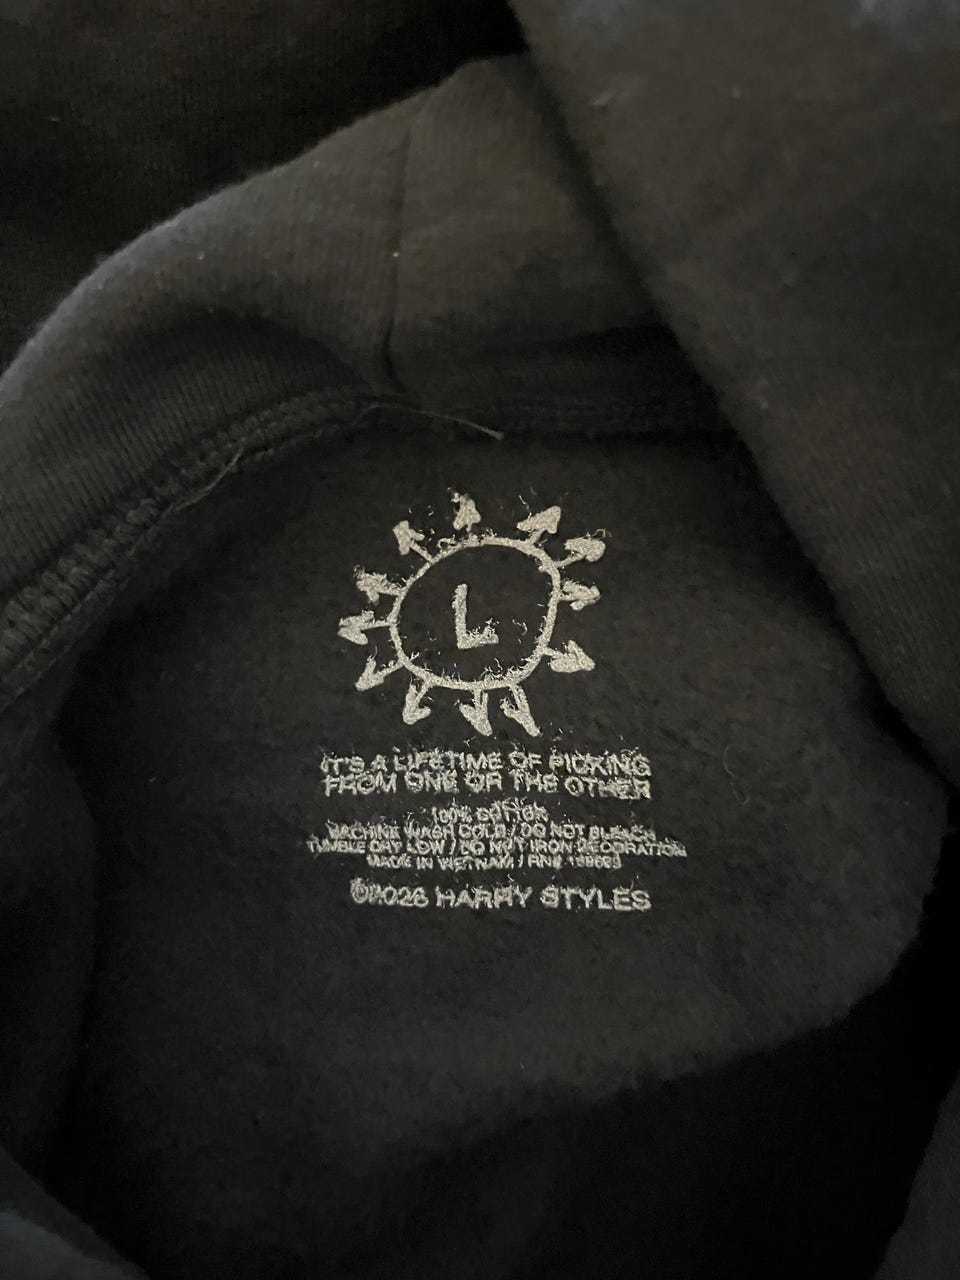 L
IT'S A LIFETIME OF PICKING
FROM ONE OR THE OTHER
100% COTTON
MACHINE WASH COLD / DO NOT BLEACH
TUMBLE DRY LOW / DO NOT IRON DECORATION
MADE IN VIETNAM / RN#
©2026 HARRY STYLES